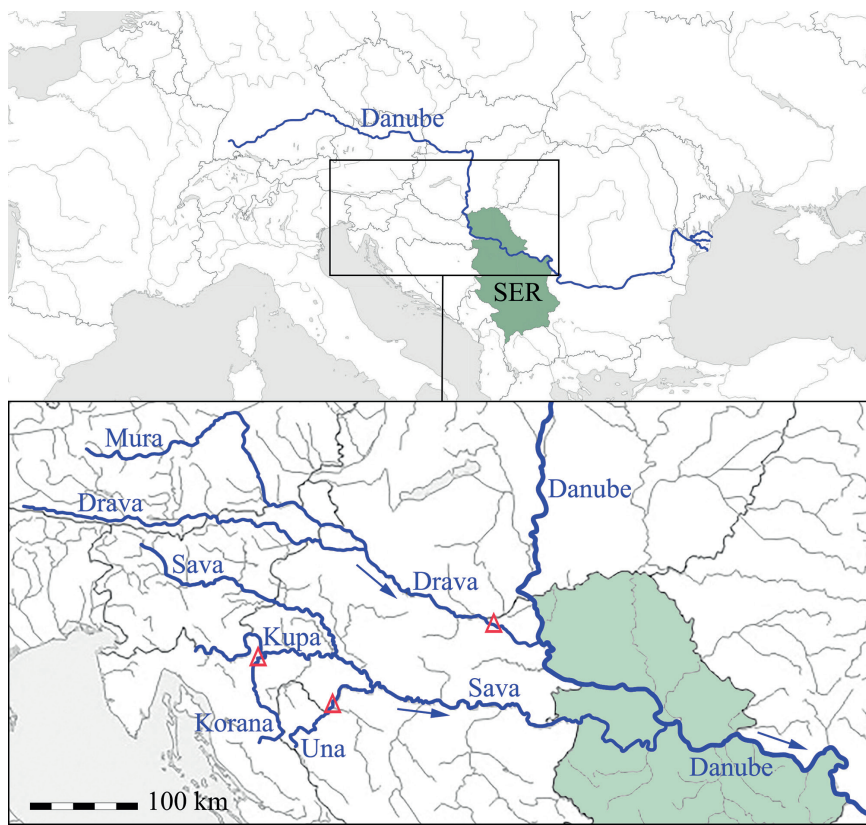 Danube
SER
Mura
Danube
Drava
Sava
Drava
Kupa
Sava
Korana
Una
Danube
100 km